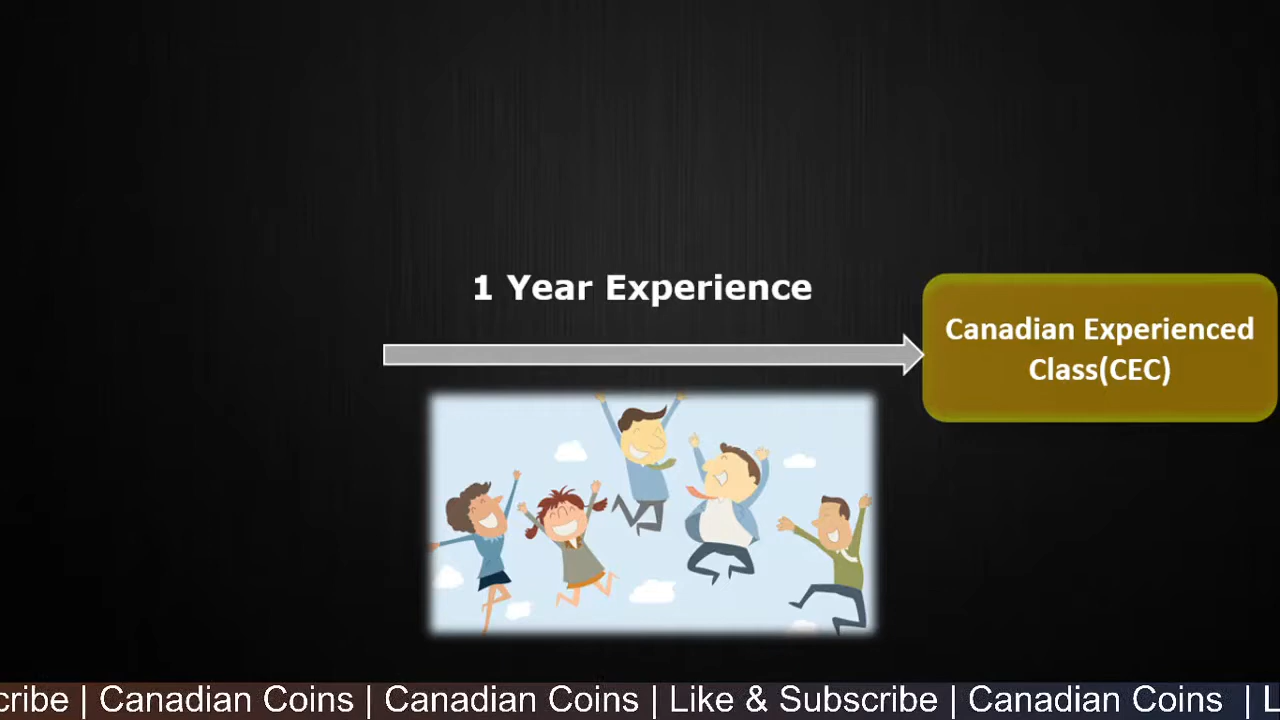 1 Year Experience
Canadian Experienced
Class(CEC)
cribe | Canadian Coins | Canadian Coins | Like & Subscribe | Canadian Coins | L